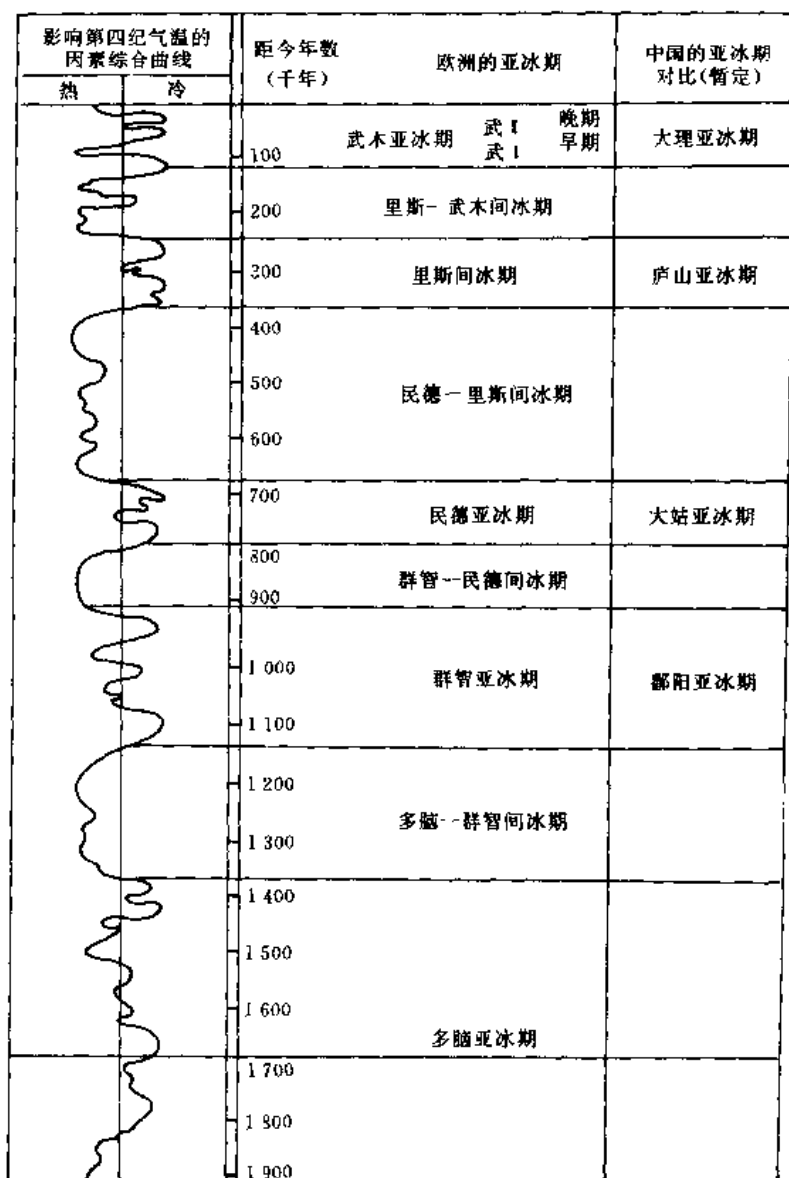 影响第四纪气温的
因素综合曲线
热 冷
距今年数
(千年)
欧洲的亚冰期
中国的亚冰期
对比(暂定)
武木亚冰期 武Ⅱ 晚期
武Ⅰ 早期
大理亚冰期
100
里斯-武木间冰期
200
里斯间冰期 庐山亚冰期
300
400
民德一里斯间冰期
500
600
700
民德亚冰期 大姑亚冰期
800
群智--民德间冰期
900
1 000
群智亚冰期 鄱阳亚冰期
1 100
1 200
多脑--群智间冰期
1 300
1 400
1 500
1 600
多脑亚冰期
1 700
1 800
1 900